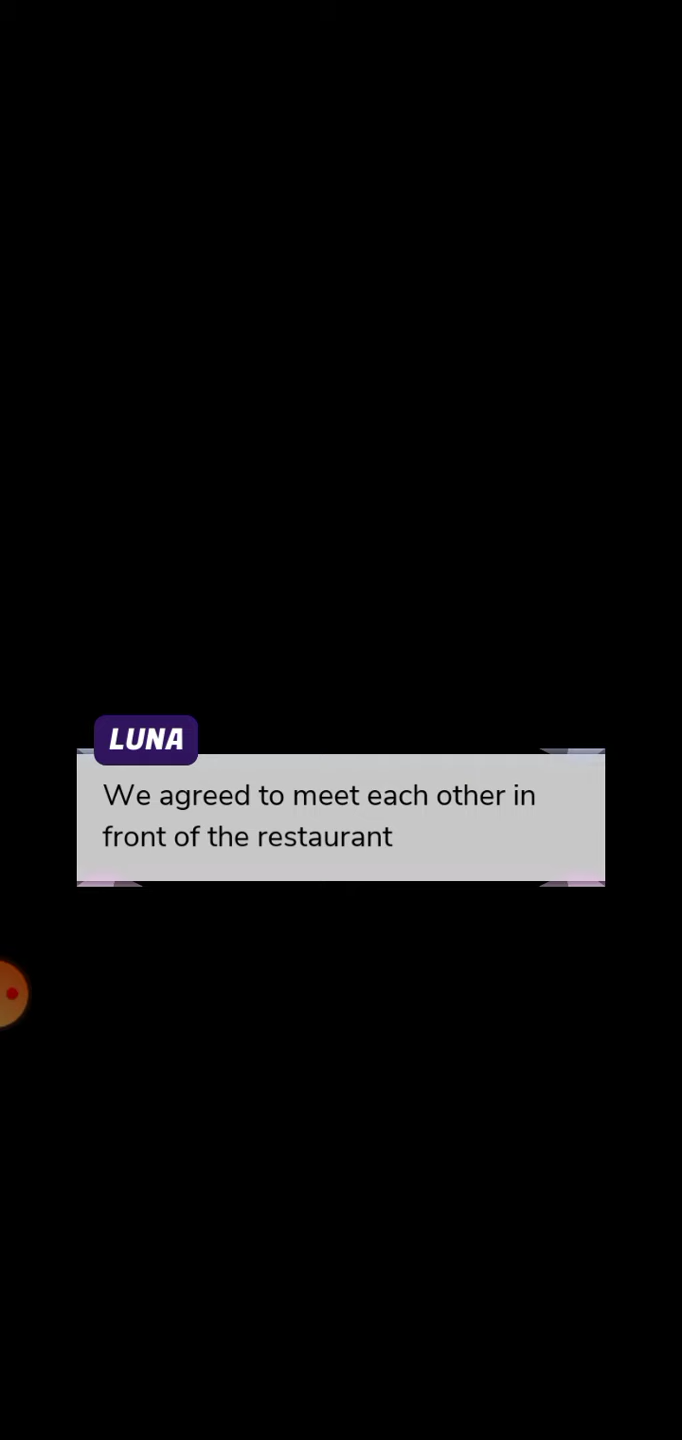 LUNA
We agreed to meet each other in
front of the restaurant